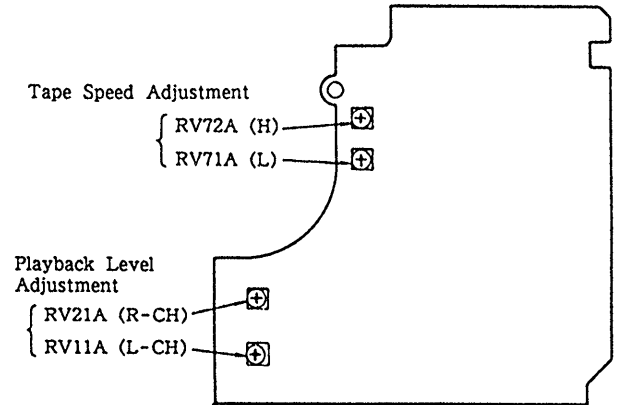 Tape Speed Adjustment
RV72A (H)
RV71A (L)
Playback Level
Adjustment
RV21A (R-CH)
RV11A (L-CH)